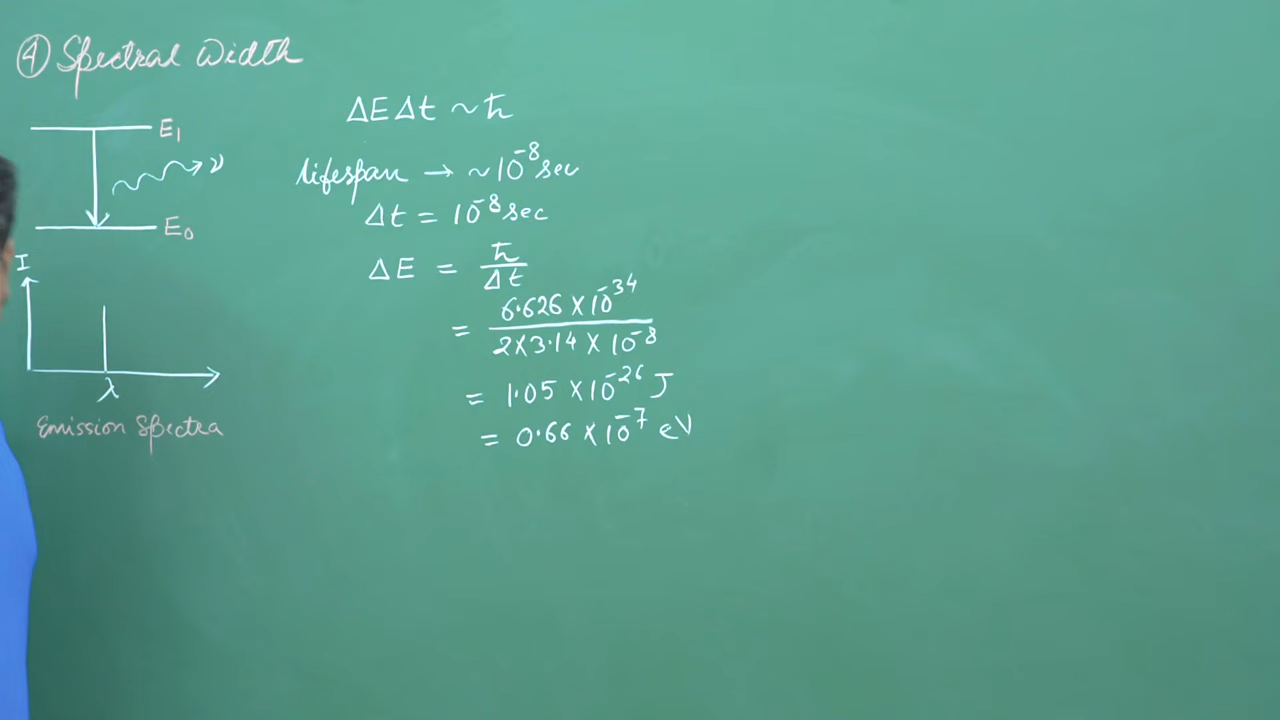 ④ Spectral Width
E₁
ν
E₀
I
λ
Emission Spectra
ΔEΔt ~ ℏ
lifespan → ~10⁻⁸ sec
Δt = 10⁻⁸ sec
ΔE = ℏ/Δt
= 6.626 × 10⁻³⁴ / 2×3.14 × 10⁻⁸
= 1.05 × 10⁻²⁶ J
= 0.66 × 10⁻⁷ eV